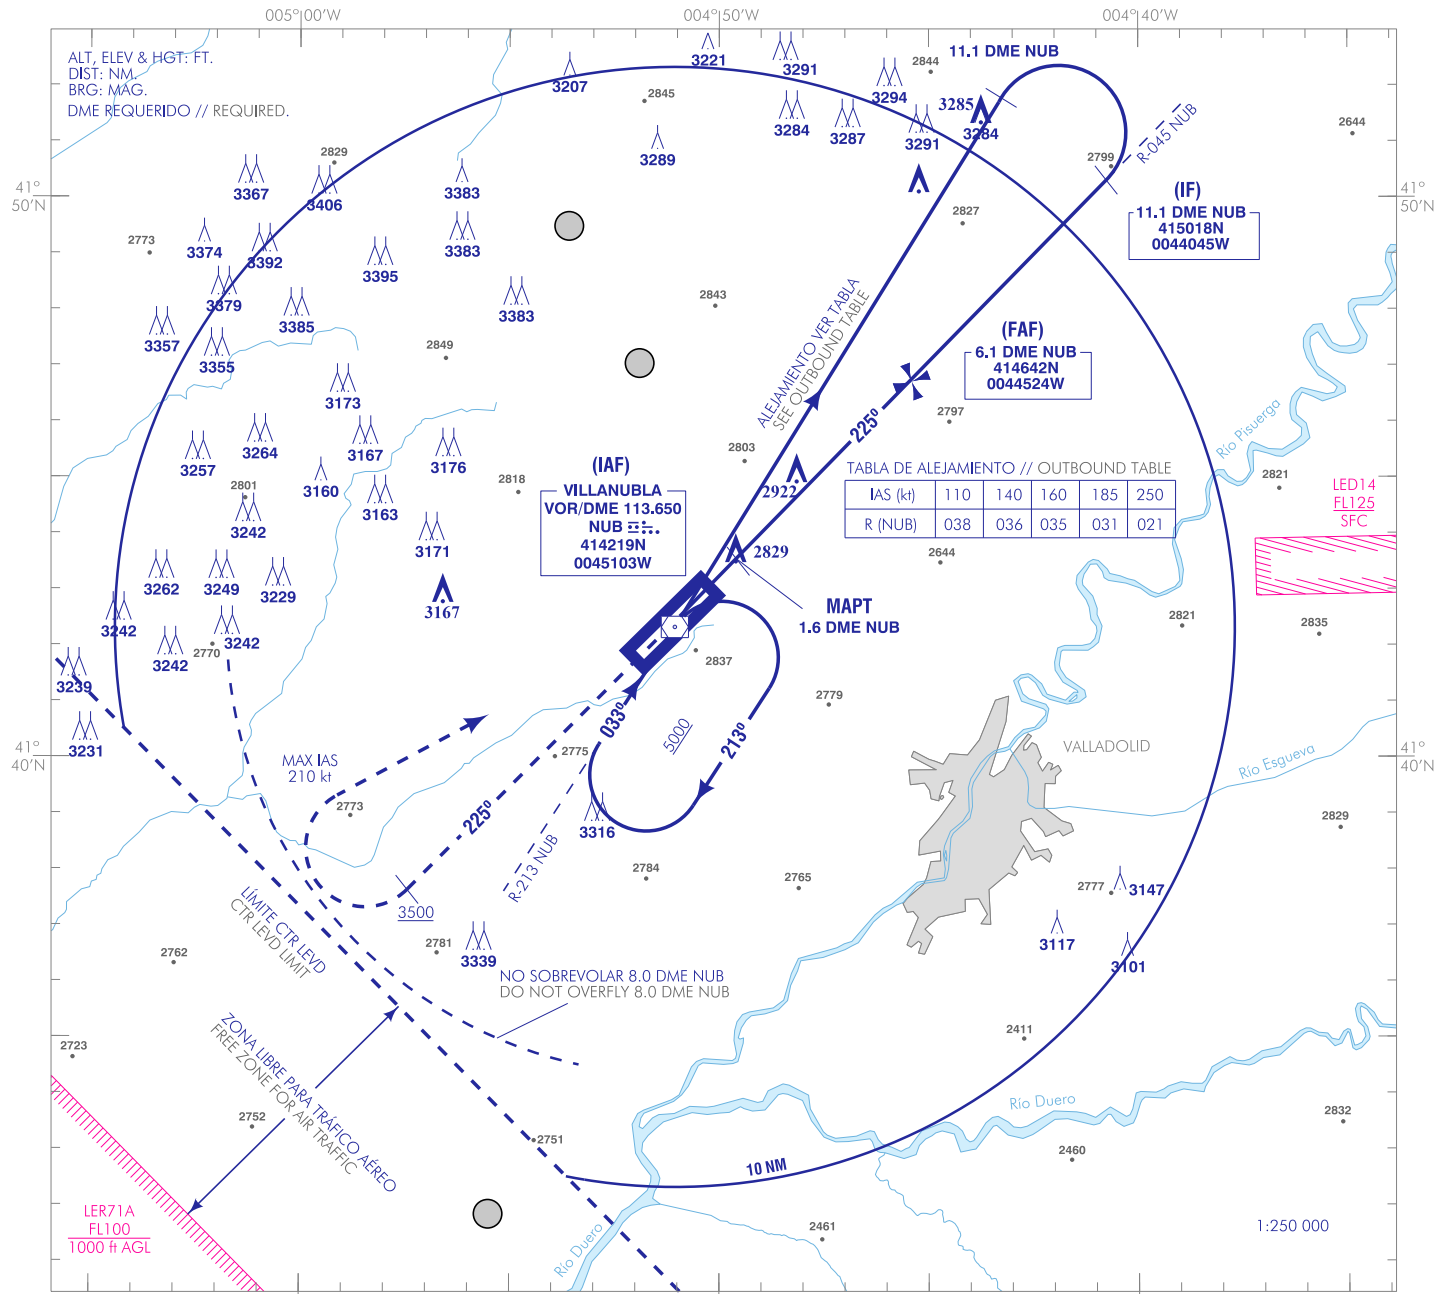 005° 00'W
004° 50'W
004° 40'W
ALT, ELEV & HGT: FT.
DIST: NM.
BRG: MAG.
DME REQUERIDO // REQUIRED.
3207
3221
3291
3294
2844
11.1 DME NUB
2845
3284
3287
3291
3285
3284
2644
3289
2829
3367
3406
3383
2799
R-045 NUB
41°
50'N
41°
50'N
(IF)
11.1 DME NUB
415018N
0044045W
2773
3374
3392
3395
3383
2827
3379
3385
3383
2843
3357
3355
2849
ALEJAMIENTO VER TABLA
SEE OUTBOUND TABLE
(FAF)
6.1 DME NUB
414642N
0044524W
3173
225°
2797
Río Pisuerga
3257
3264
3167
3176
2803
2801
3160
3163
2818
2922
3242
3171
(IAF)
VILLANUBLA
VOR/DME 113.650
NUB
414219N
0045103W
TABLA DE ALEJAMIENTO // OUTBOUND TABLE
IAS (kt) 110 140 160 185 250
R (NUB) 038 036 035 031 021
2821
LED14
FL125
SFC
2829
2644
3262
3249
3229
3167
MAPT
1.6 DME NUB
3242
3242
3242
2770
2821
2835
2837
3239
3231
2779
033°
5000
213°
41°
40'N
41°
40'N
MAX IAS
210 kt
2775
VALLADOLID
Río Esgueva
2773
225°
3316
2829
R-213 NUB
2784
2765
2777
3147
3500
3117
3101
LÍMITE CTR LEVD
CTR LEVD LIMIT
2762
2781
3339
NO SOBREVOLAR 8.0 DME NUB
DO NOT OVERFLY 8.0 DME NUB
2723
2411
ZONA LIBRE PARA TRÁFICO AÉREO
FREE ZONE FOR AIR TRAFFIC
2752
2751
Río Duero
2832
2460
10 NM
LER71A
FL100
1000 ft AGL
Río Duero
2461
1:250 000